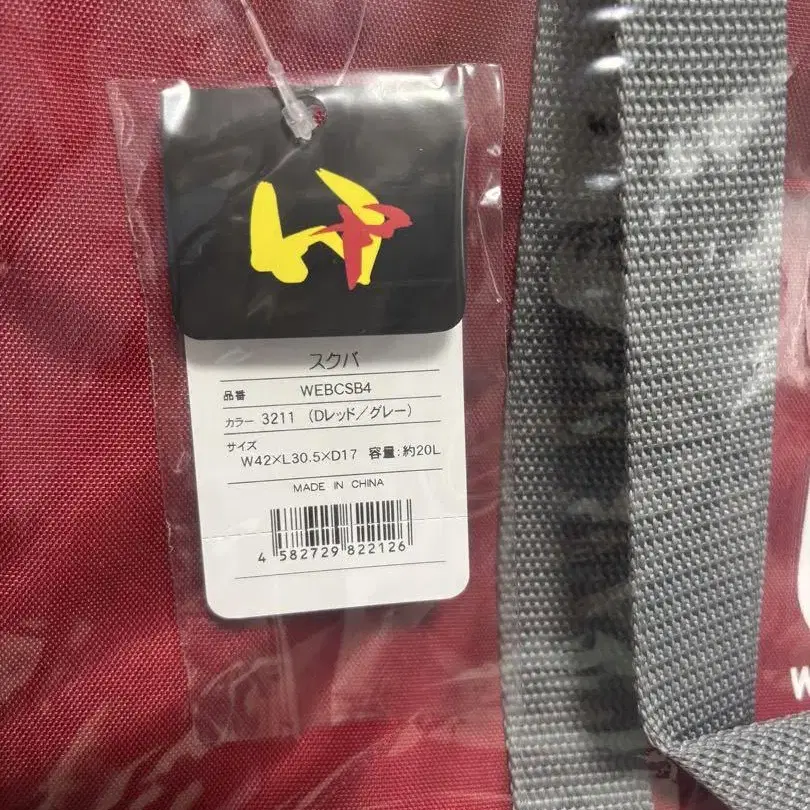 スクバ
品番 WEBCSB4
カラー 3211 (Dレッド/グレー)
サイズ
W42×L30.5×D17 容量:約20L
MADE IN CHINA
4 582729 822126
W